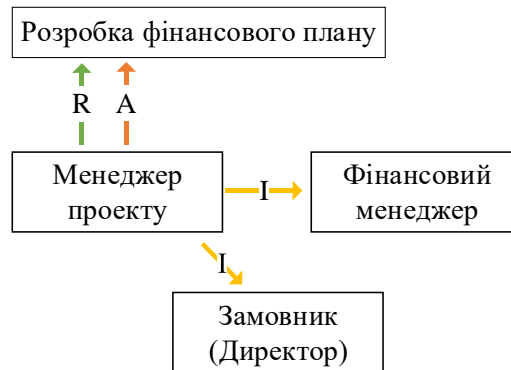 Розробка фінансового плану
R A
Менеджер
проекту
I
Фінансовий
менеджер
I
Замовник
(Директор)